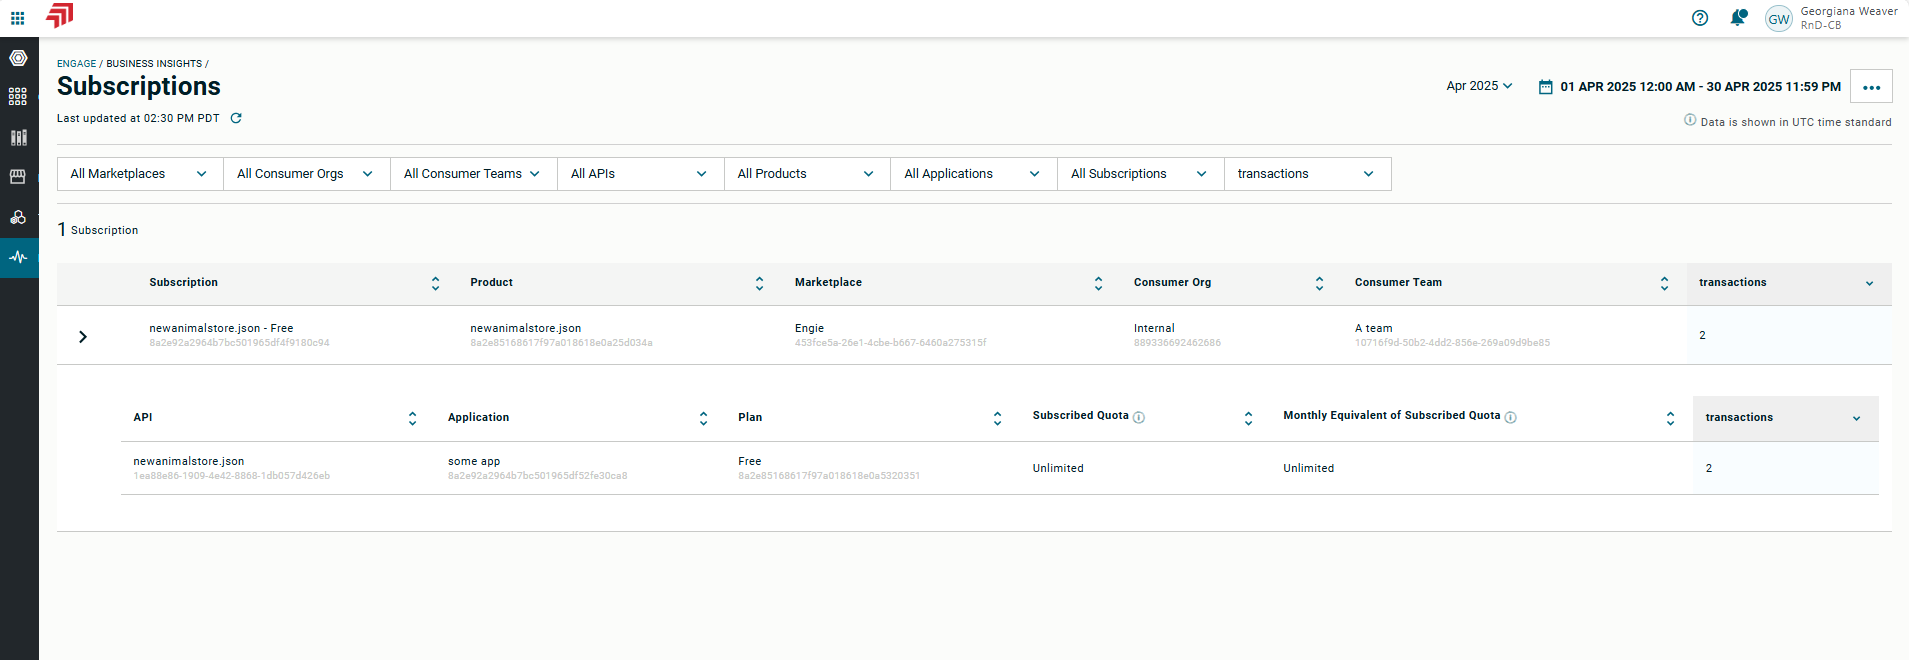 Georgiana Weaver
GW
RnD-CB
ENGAGE / BUSINESS INSIGHTS /
Subscriptions
Apr 2025
01 APR 2025 12:00 AM - 30 APR 2025 11:59 PM
Last updated at 02:30 PM PDT
Data is shown in UTC time standard
All Marketplaces
All Consumer Orgs
All Consumer Teams
All APIs
All Products
All Applications
All Subscriptions
transactions
1 Subscription
Subscription Product Marketplace Consumer Org Consumer Team transactions
newanimalstore.json - Free newanimalstore.json Engie Internal A team 2
8a2e92a2964b7bc501965df4f9180c94 8a2e85168617f97a018618e0a25d034a 453fce5a-26e1-4cbe-b667-6460a275315f 889336692462686 10716f9d-50b2-4dd2-856e-269a09d9be85
API Application Plan Subscribed Quota Monthly Equivalent of Subscribed Quota transactions
newanimalstore.json some app Free Unlimited Unlimited 2
1ea88e86-1909-4e42-8868-1db057d426eb 8a2e92a2964b7bc501965df52fe30ca8 8a2e85168617f97a018618e0a5320351